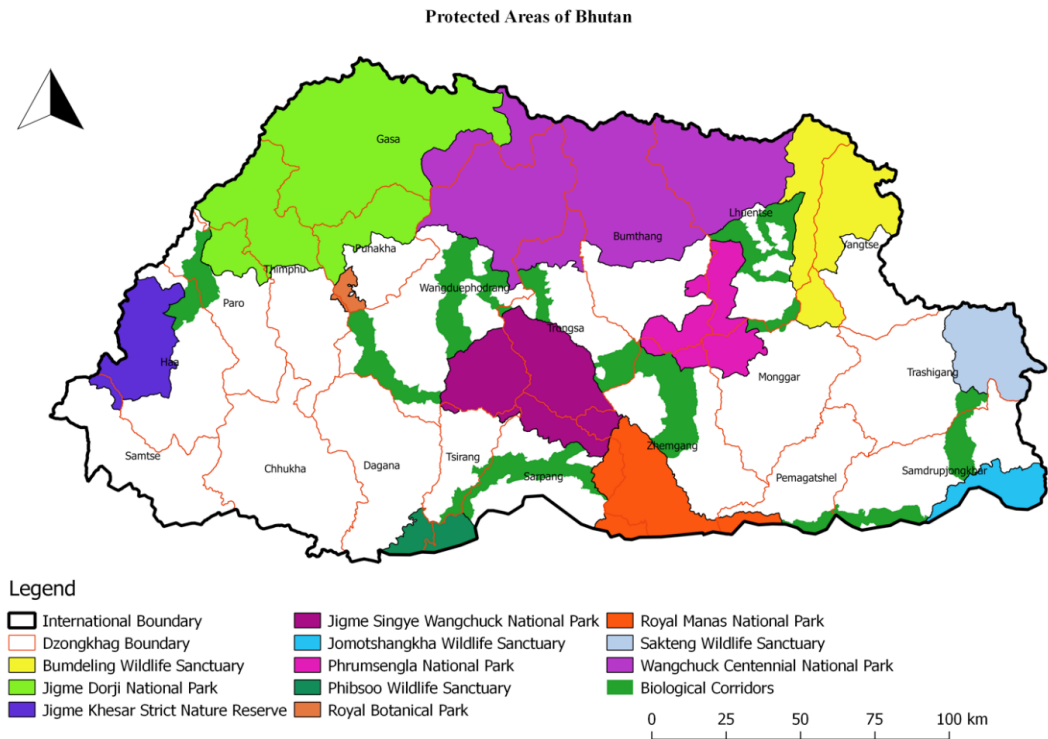 Protected Areas of Bhutan
Gasa
Lhuentse
Bumthang
Yangtse
Punakha
Thimphu
Wangduephodrang
Paro
Trongsa
Haa
Trashigang
Monggar
Zhemgang
Samtse
Chhukha
Dagana
Tsirang
Sarpang
Pemagatshel
Samdrupjongkhar
Legend
International Boundary
Dzongkhag Boundary
Bumdeling Wildlife Sanctuary
Jigme Dorji National Park
Jigme Khesar Strict Nature Reserve
Jigme Singye Wangchuck National Park
Jomotshangkha Wildlife Sanctuary
Phrumsengla National Park
Phibsoo Wildlife Sanctuary
Royal Botanical Park
Royal Manas National Park
Sakteng Wildlife Sanctuary
Wangchuck Centennial National Park
Biological Corridors
0 25 50 75 100 km